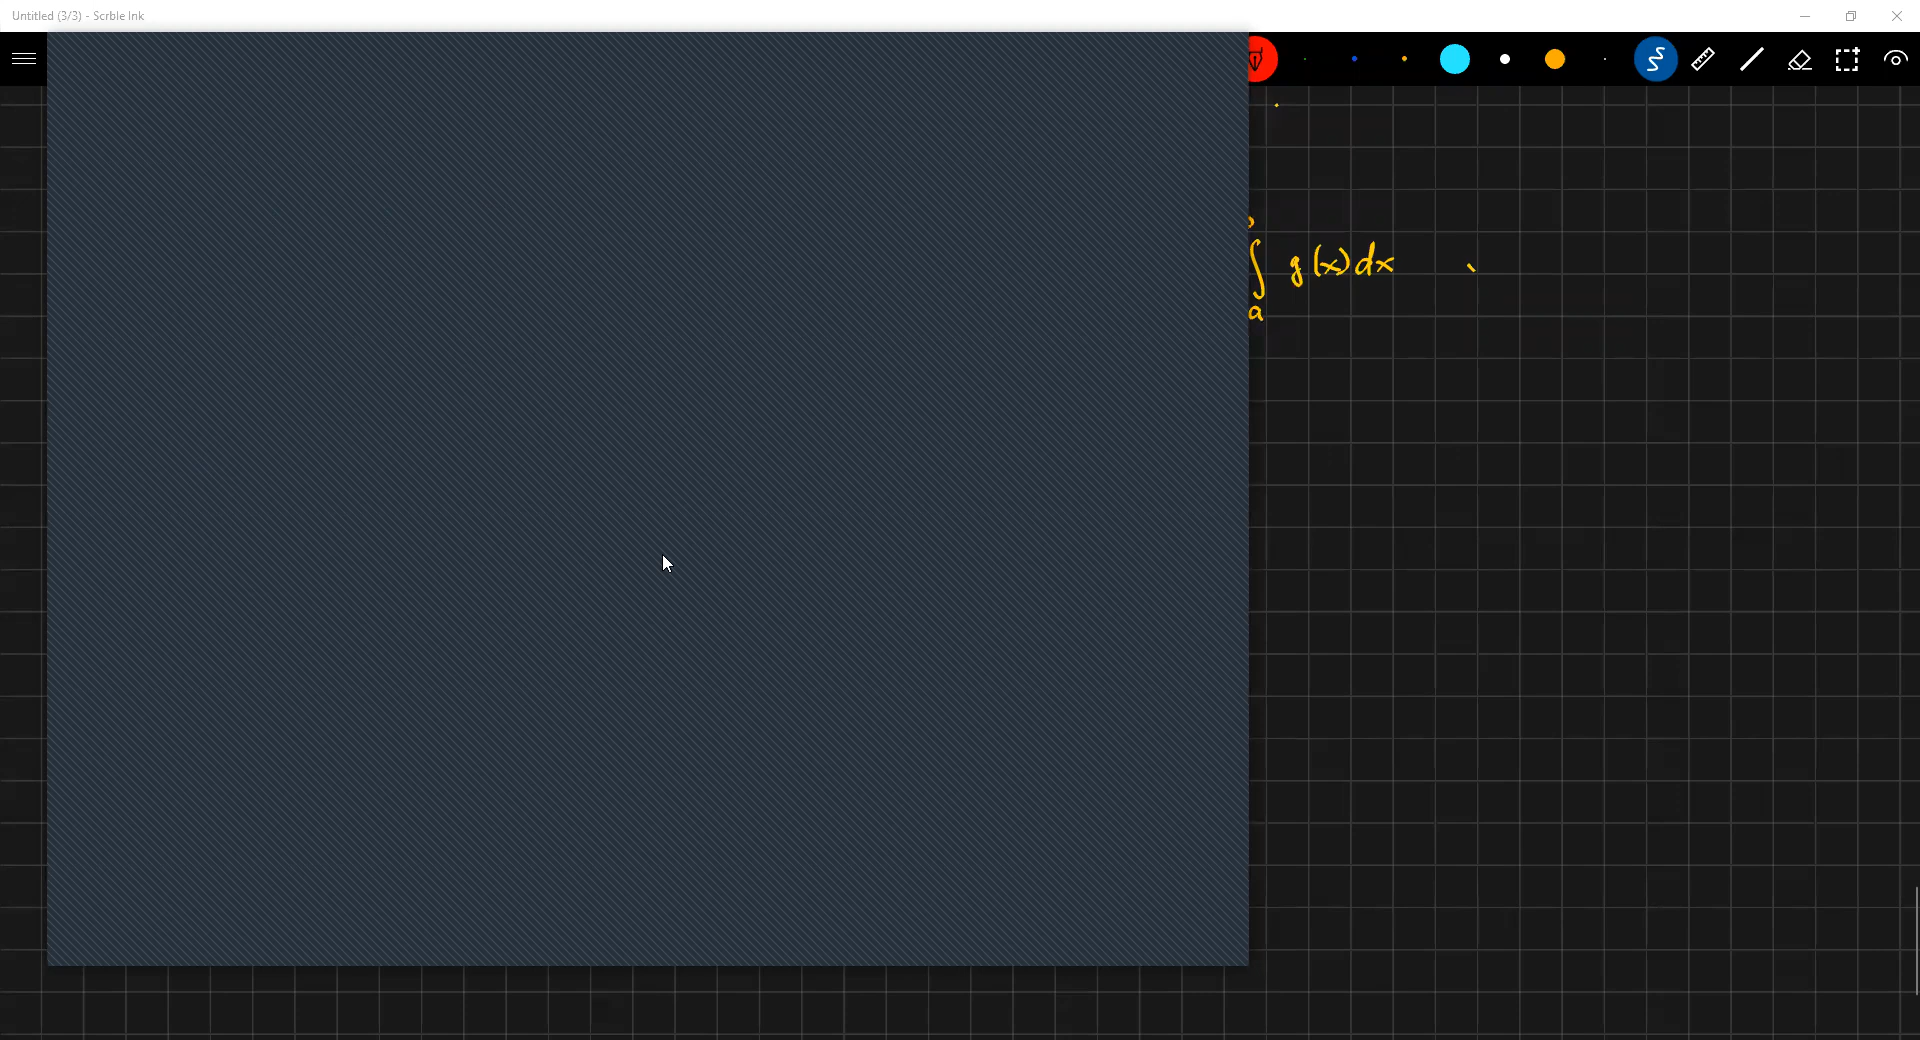 Untitled (3/3) - Scrble Ink
∫ g(x)dx
a